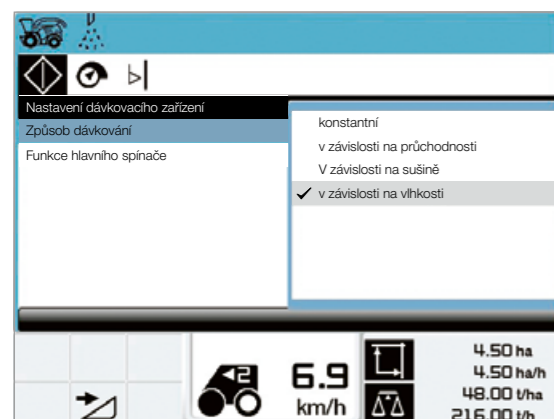 Nastavení dávkovacího zařízení
Způsob dávkování
Funkce hlavního spínače
konstantní
v závislosti na průchodnosti
V závislosti na sušině
v závislosti na vlhkosti
2
6.9
km/h
4.50 ha
4.50 ha/h
48.00 t/ha
216.00 t/h